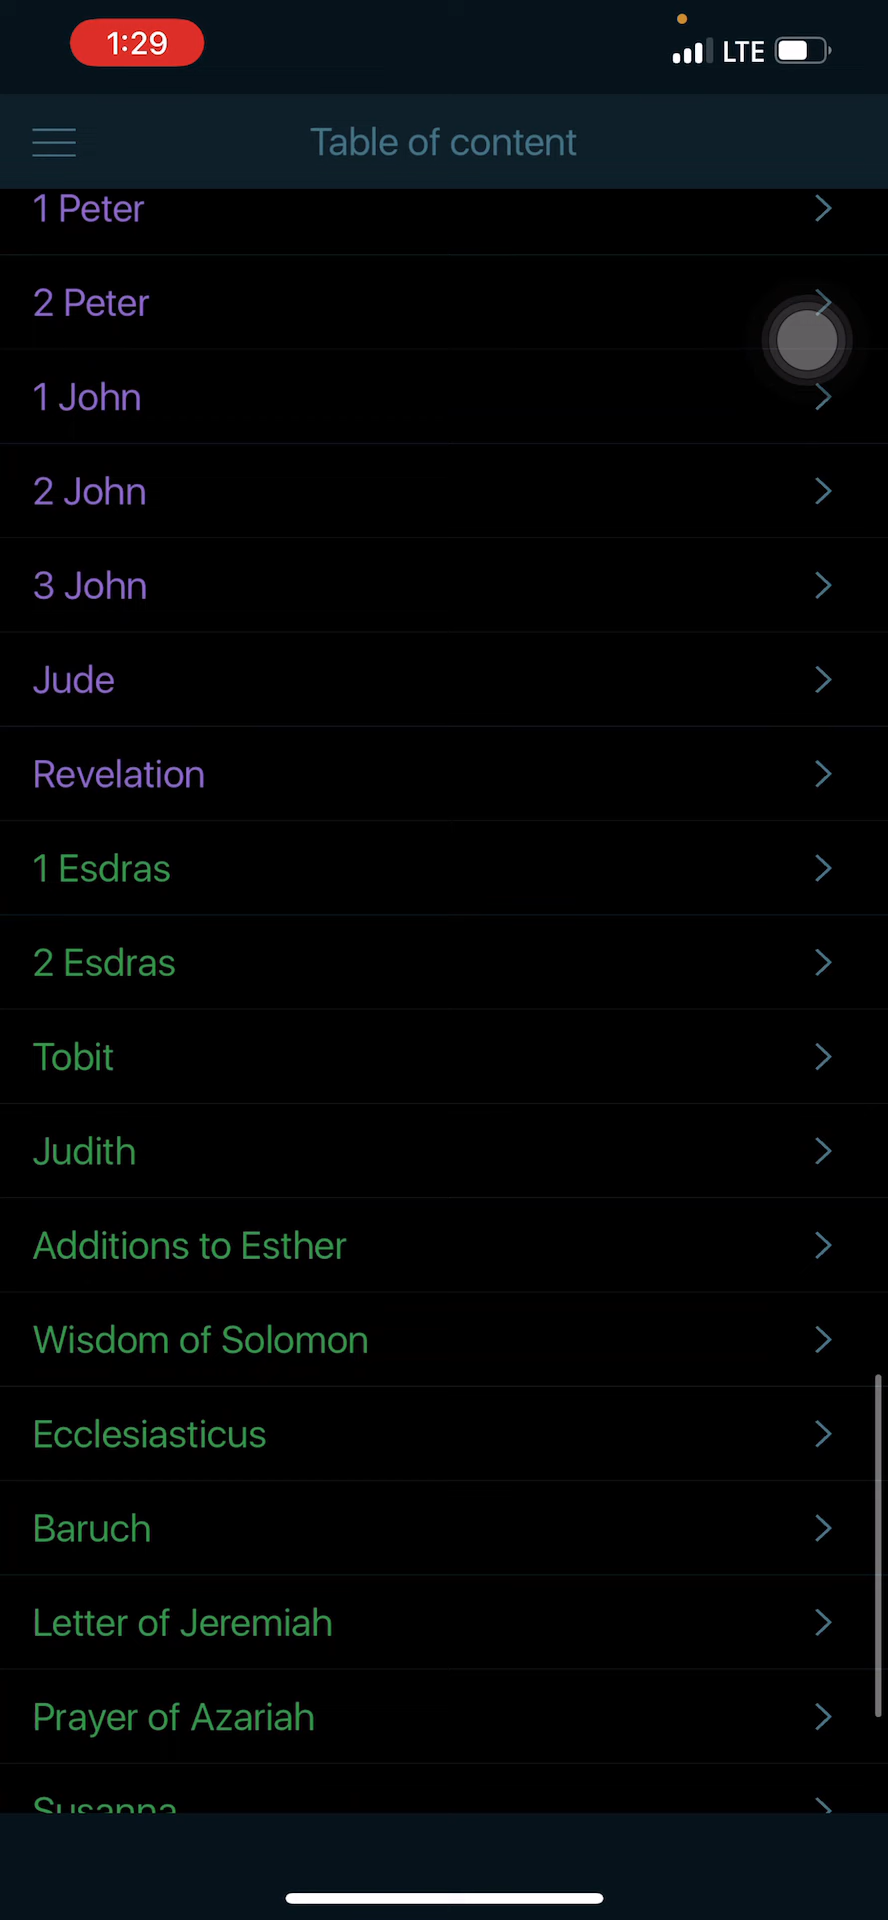 1:29
LTE
Table of content
1 Peter
2 Peter
1 John
2 John
3 John
Jude
Revelation
1 Esdras
2 Esdras
Tobit
Judith
Additions to Esther
Wisdom of Solomon
Ecclesiasticus
Baruch
Letter of Jeremiah
Prayer of Azariah
Susanna